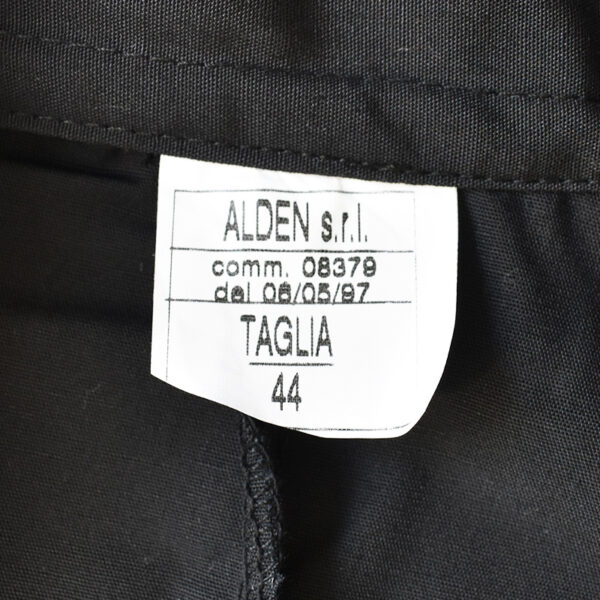 ALDEN s.r.l.
comm. 08379
del 06/05/97
TAGLIA
44